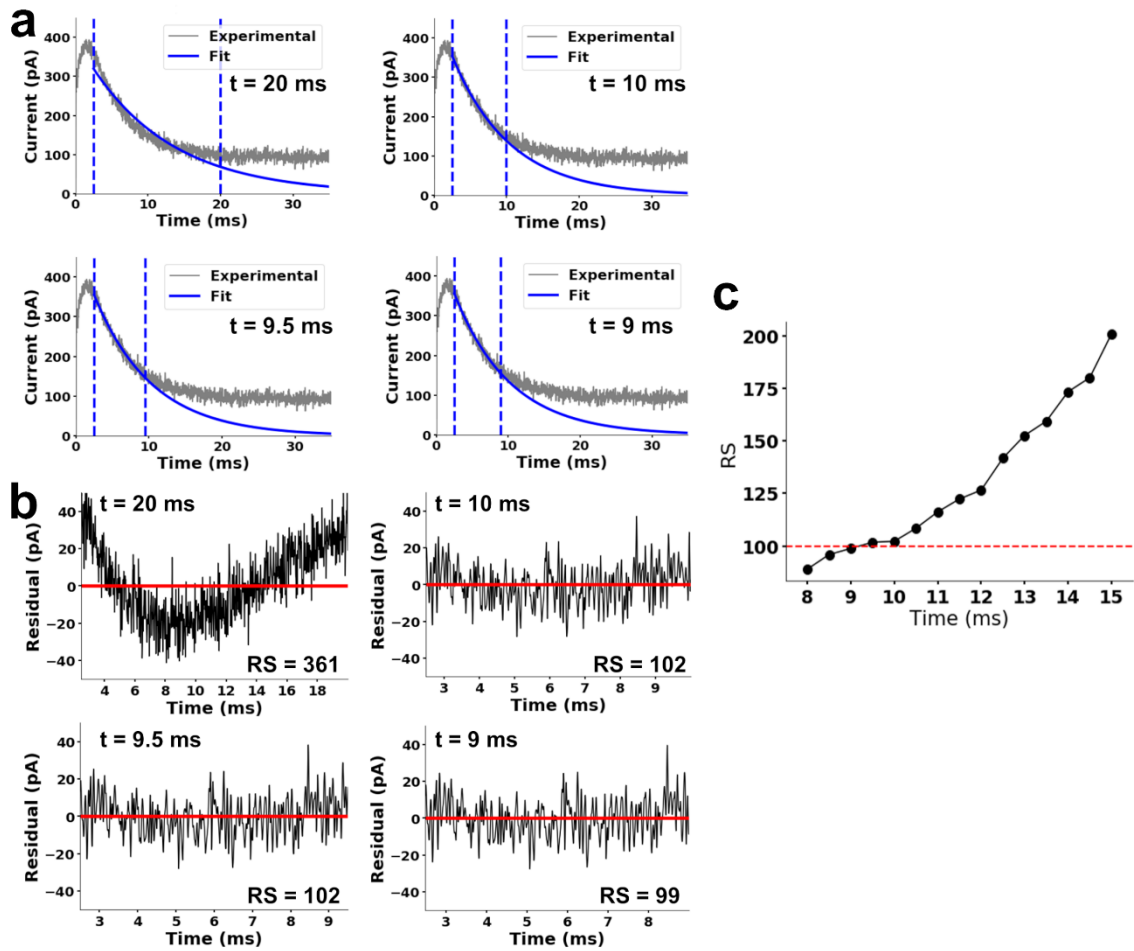 a
Current (pA)
400
300
200
100
0
Experimental
Fit
t = 20 ms
0 10 20 30
Time (ms)
Current (pA)
400
300
200
100
0
Experimental
Fit
t = 10 ms
0 10 20 30
Time (ms)
Current (pA)
400
300
200
100
0
Experimental
Fit
t = 9.5 ms
0 10 20 30
Time (ms)
Current (pA)
400
300
200
100
0
Experimental
Fit
t = 9 ms
0 10 20 30
Time (ms)
b
Residual (pA)
40
20
0
−20
−40
t = 20 ms
RS = 361
4 6 8 10 12 14 16 18
Time (ms)
Residual (pA)
40
20
0
−20
−40
t = 10 ms
RS = 102
3 4 5 6 7 8 9
Time (ms)
Residual (pA)
40
20
0
−20
−40
t = 9.5 ms
RS = 102
3 4 5 6 7 8 9
Time (ms)
Residual (pA)
40
20
0
−20
−40
t = 9 ms
RS = 99
3 4 5 6 7 8
Time (ms)
c
RS
200
175
150
125
100
8 9 10 11 12 13 14 15
Time (ms)